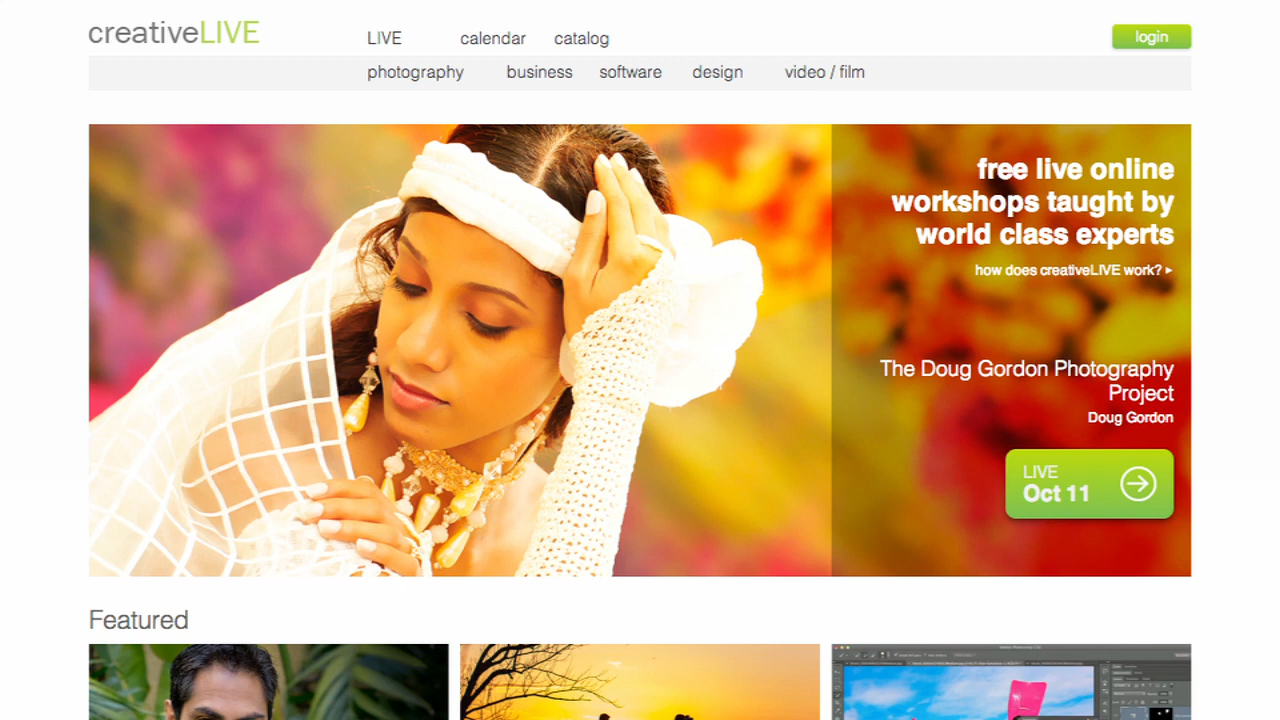 creativeLIVE
LIVE calendar catalog
login
photography business software design video / film
free live online
workshops taught by
world class experts
how does creativeLIVE work? ▸
The Doug Gordon Photography
Project
Doug Gordon
LIVE
Oct 11
Featured